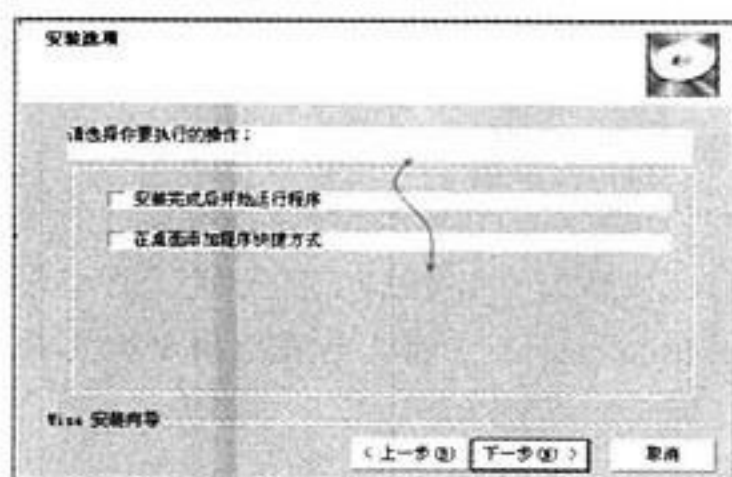 安装选项
请选择你要执行的操作：
安装完成后开始运行程序
在桌面添加程序快捷方式
Wise 安装向导
< 上一步(B)
下一步(N) >
取消